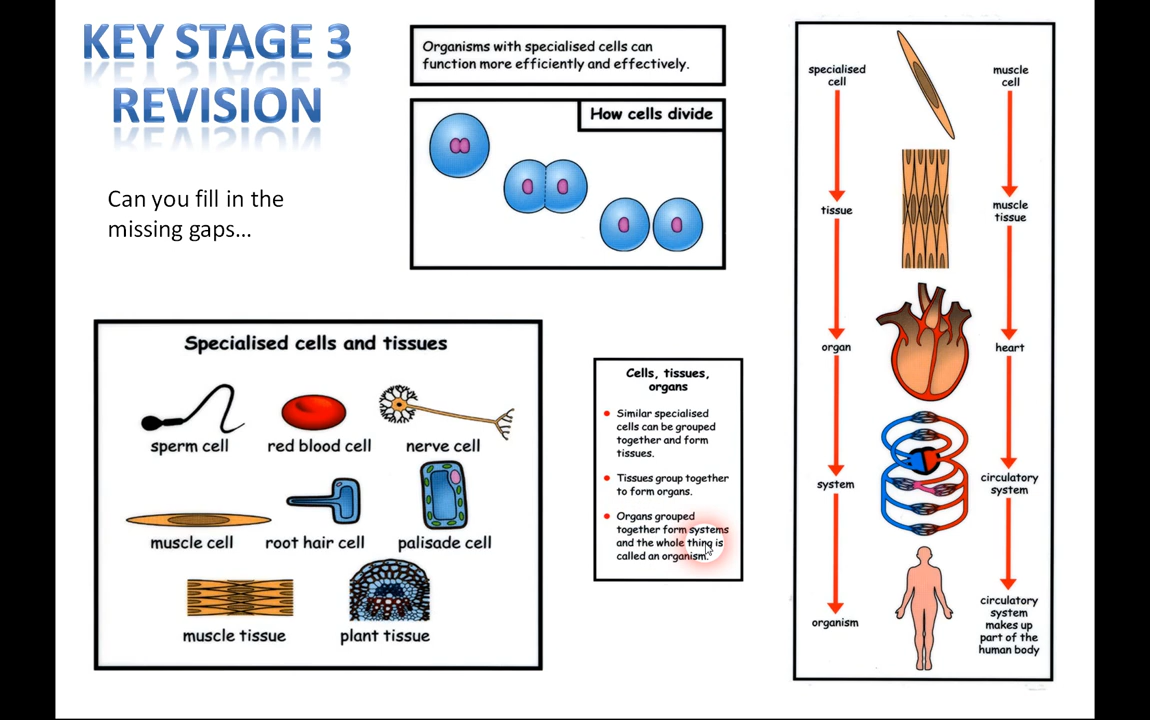 KEY STAGE 3
REVISION
Can you fill in the
missing gaps...
Organisms with specialised cells can
function more efficiently and effectively.
How cells divide
Specialised cells and tissues
sperm cell
red blood cell
nerve cell
muscle cell
root hair cell
palisade cell
muscle tissue
plant tissue
Cells, tissues,
organs
Similar specialised
cells can be grouped
together and form
tissues.
Tissues group together
to form organs.
Organs grouped
together form systems
and the whole thing is
called an organism.
specialised
cell
muscle
cell
tissue
muscle
tissue
organ
heart
system
circulatory
system
organism
circulatory
system
makes up
part of the
human body